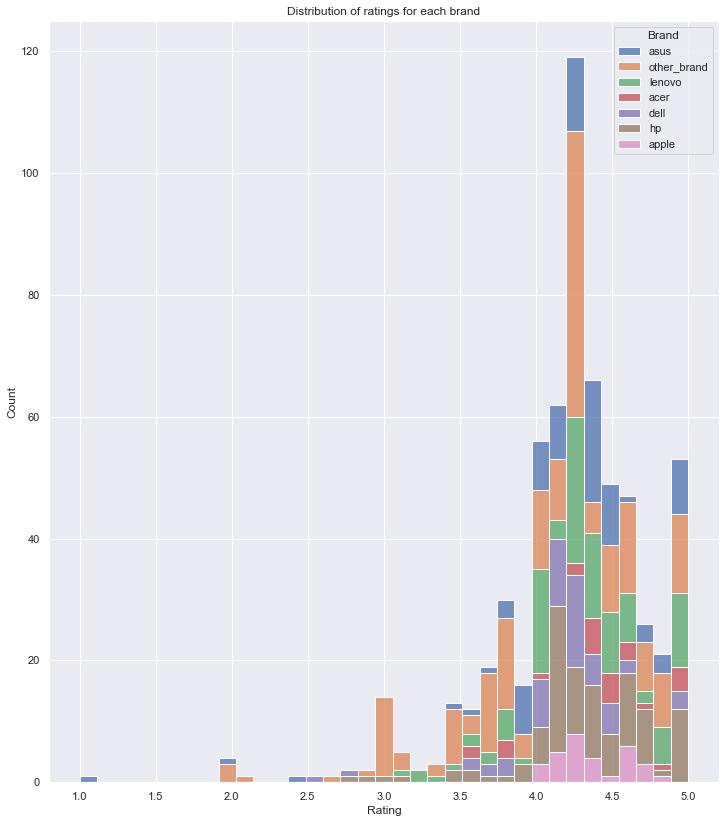 Distribution of ratings for each brand
Brand
asus
other_brand
lenovo
acer
dell
hp
apple
120
100
80
60
40
20
0
Count
1.0 1.5 2.0 2.5 3.0 3.5 4.0 4.5 5.0
Rating